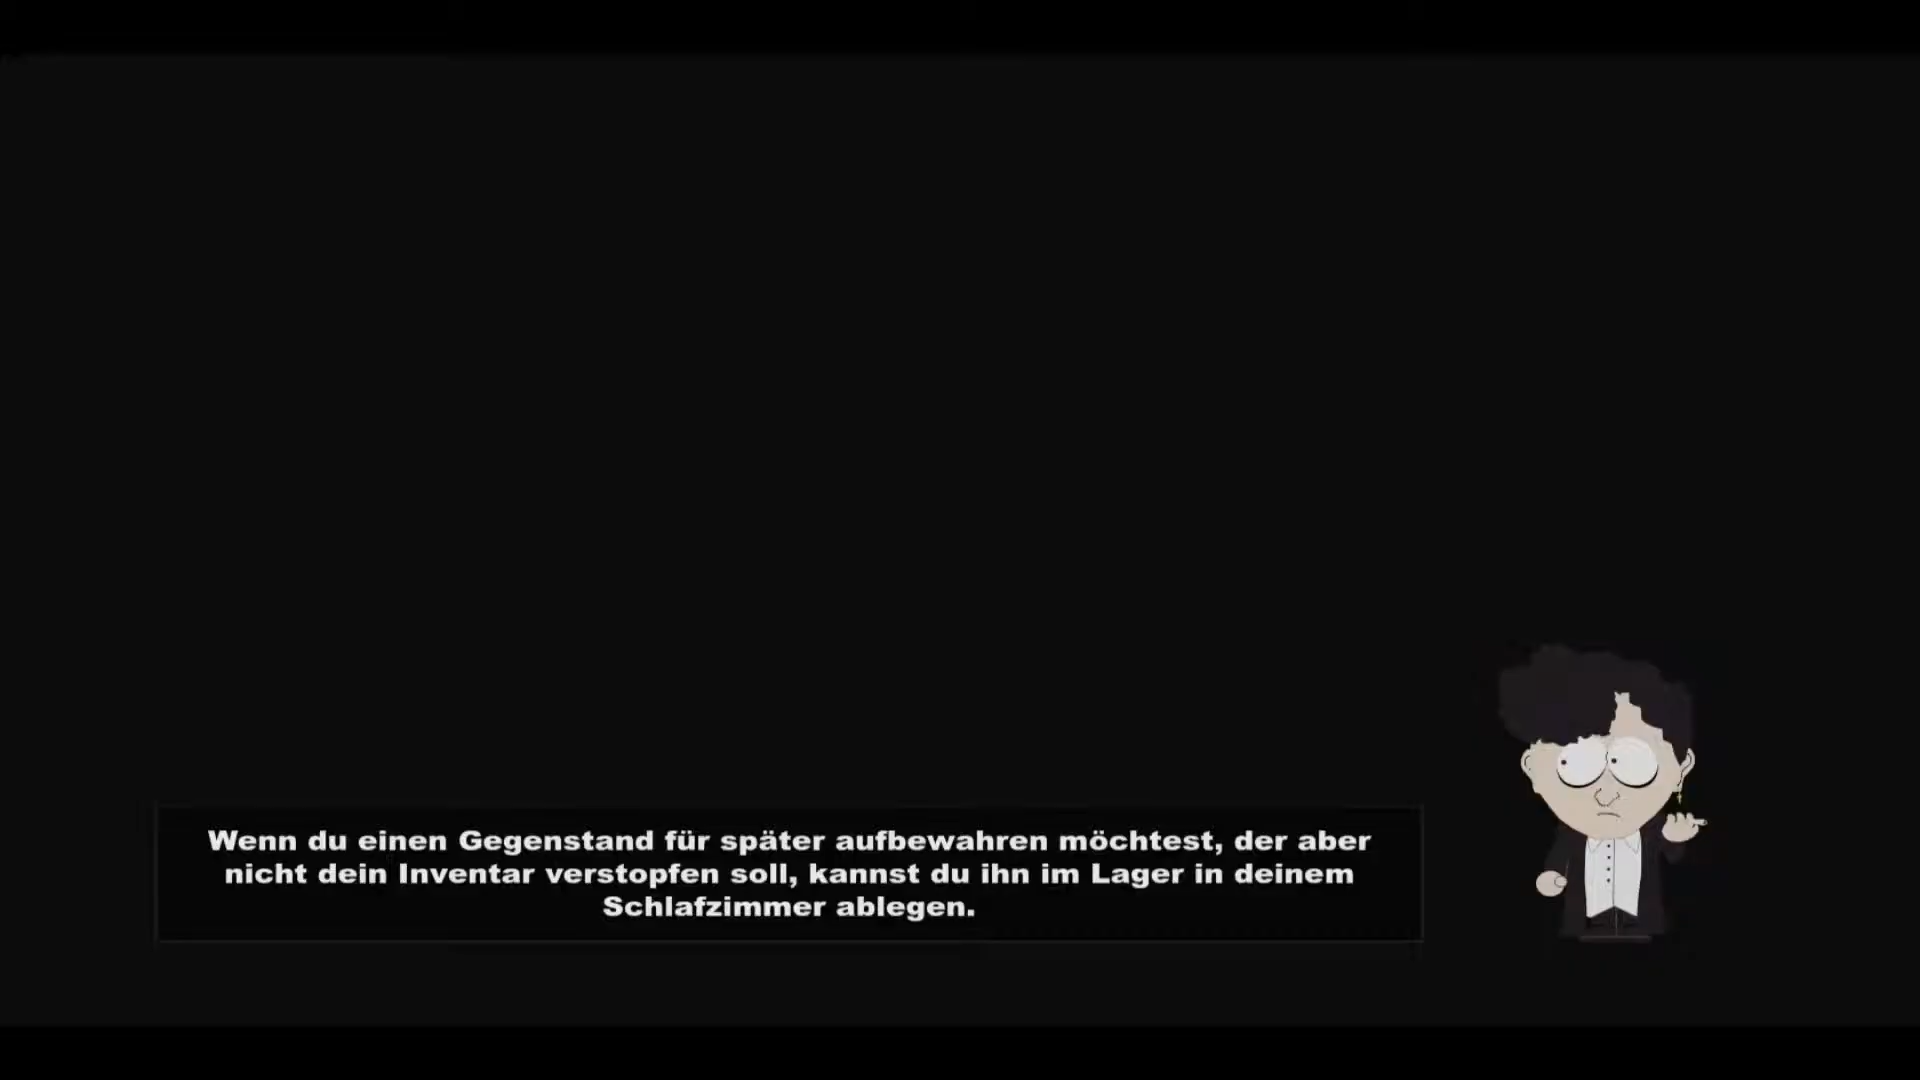 Wenn du einen Gegenstand für später aufbewahren möchtest, der aber
nicht dein Inventar verstopfen soll, kannst du ihn im Lager in deinem
Schlafzimmer ablegen.